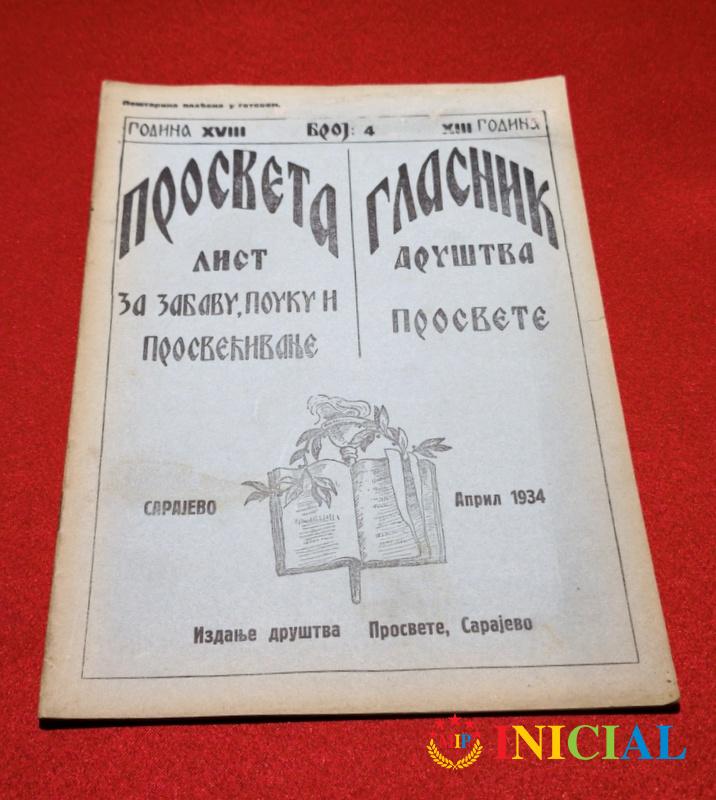 Поштарина плаћена у готовом.
ГОДИНА XVIII БРОЈ: 4 XIII ГОДИНА
ПРОСВЕТА
ЛИСТ
ЗА ЗАБАВУ, ПОУКУ И
ПРОСВЕЋИВАЊЕ
ГЛАСНИК
ДРУШТВА
ПРОСВЕТЕ
САРАЈЕВО
Април 1934
Издање друштва Просвете, Сарајево
VIP INICIAL